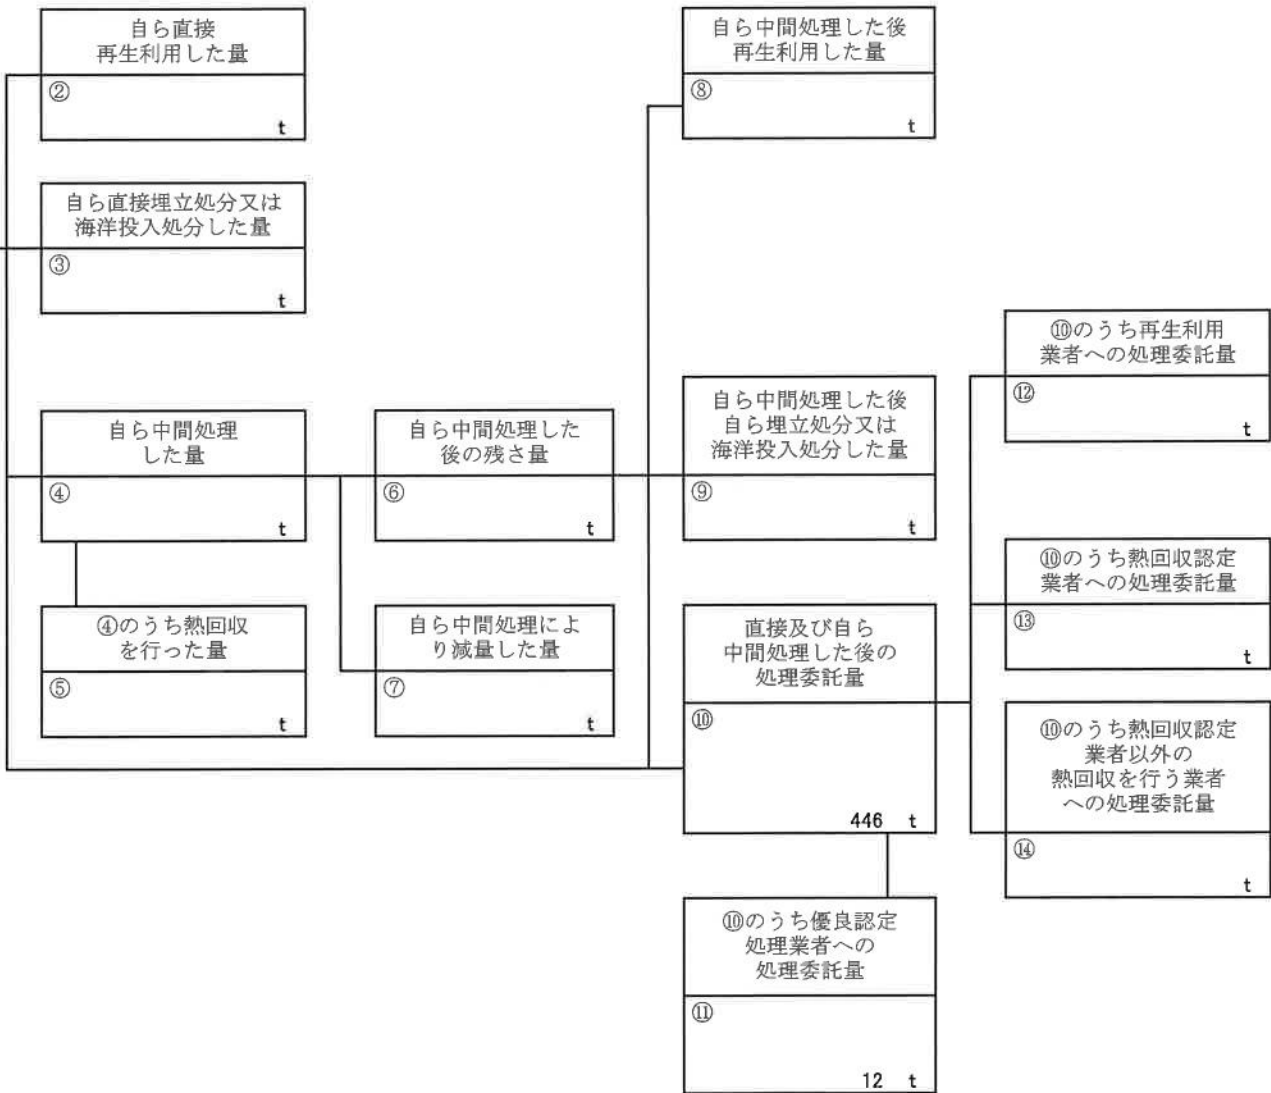 自ら直接
再生利用した量
②
t
自ら中間処理した後
再生利用した量
⑧
t
自ら直接埋立処分又は
海洋投入処分した量
③
t
⑩のうち再生利用
業者への処理委託量
⑫
t
自ら中間処理
した量
④
t
自ら中間処理した
後の残さ量
⑥
t
自ら中間処理した後
自ら埋立処分又は
海洋投入処分した量
⑨
t
⑩のうち熱回収認定
業者への処理委託量
⑬
t
④のうち熱回収
を行った量
⑤
t
自ら中間処理によ
り減量した量
⑦
t
直接及び自ら
中間処理した後の
処理委託量
⑩
446 t
⑩のうち熱回収認定
業者以外の
熱回収を行う業者
への処理委託量
⑭
t
⑩のうち優良認定
処理業者への
処理委託量
⑪
12 t